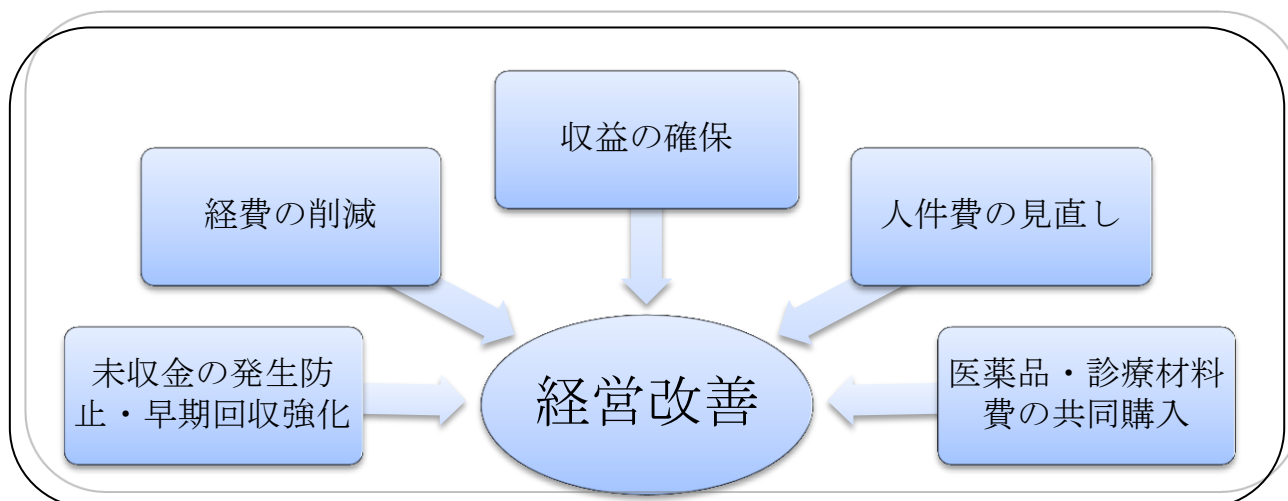 収益の確保
経費の削減
人件費の見直し
未収金の発生防
止・早期回収強化
経営改善
医薬品・診療材料
費の共同購入